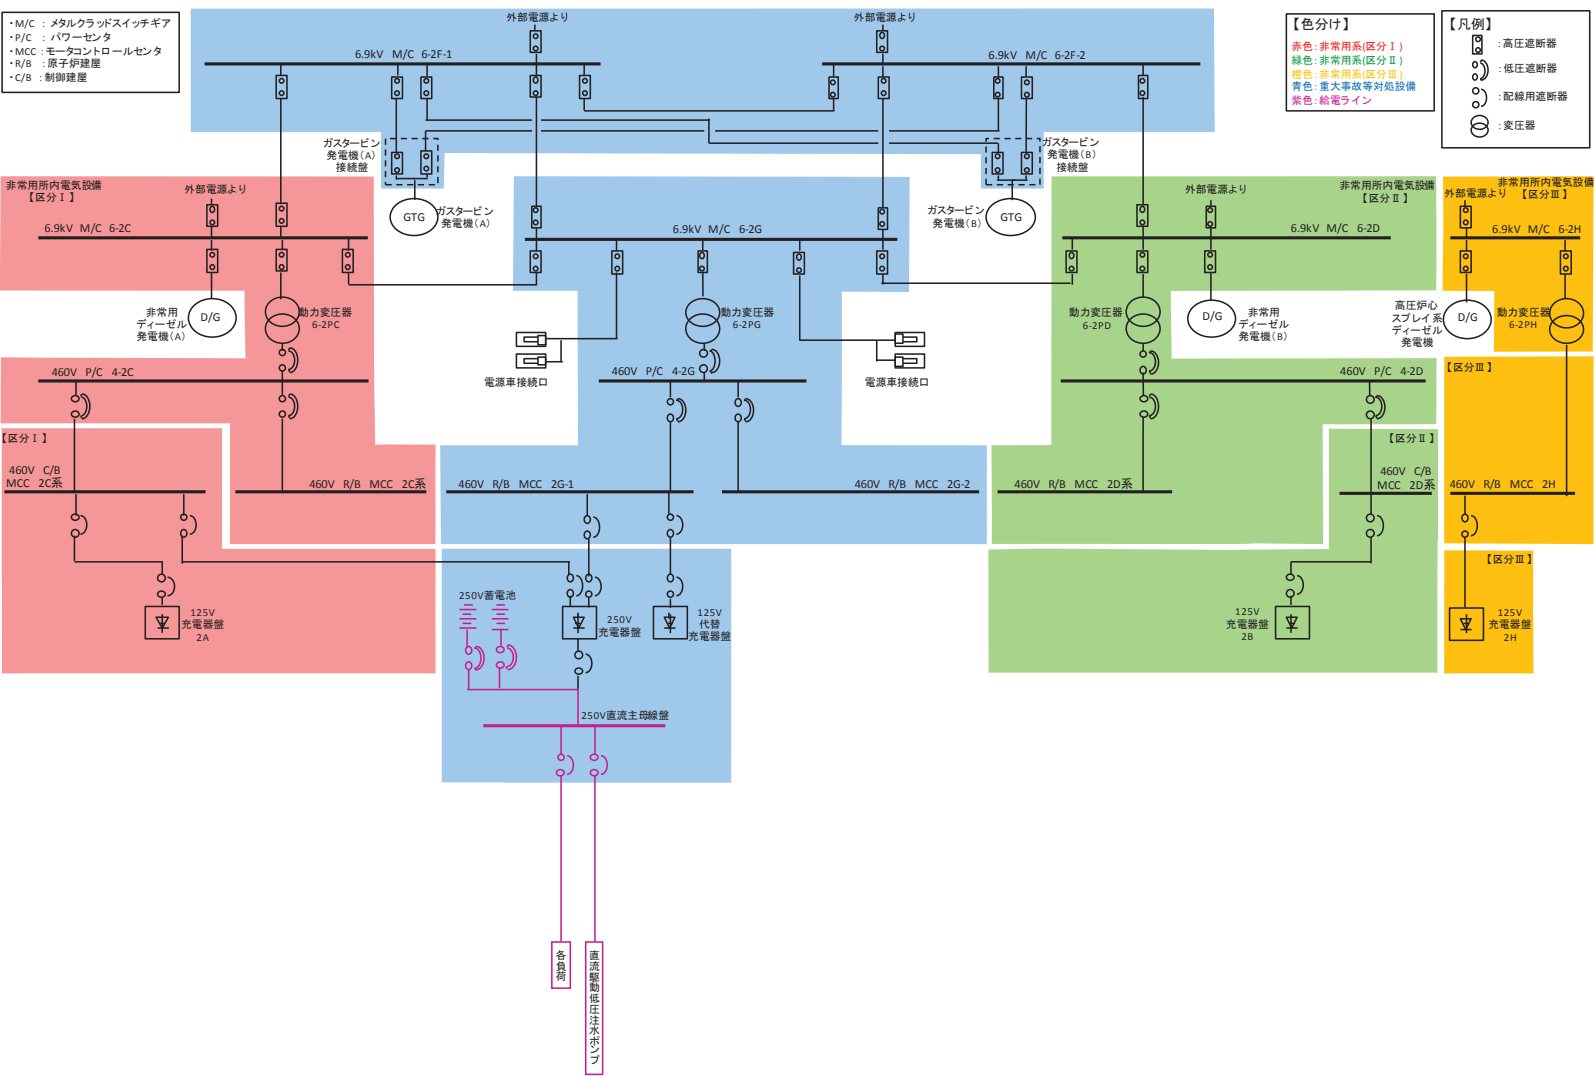 ・M/C ：メタルクラッドスイッチギア
・P/C ：パワーセンタ
・MCC：モータコントロールセンタ
・R/B ：原子炉建屋
・C/B ：制御建屋
【色分け】
赤色：非常用系(区分Ⅰ)
緑色：非常用系(区分Ⅱ)
橙色：非常用系(区分Ⅲ)
青色：重大事故等対処設備
紫色：給電ライン
【凡例】
：高圧遮断器
：低圧遮断器
：配線用遮断器
：変圧器
外部電源より
外部電源より
6.9kV M/C 6-2F-1
6.9kV M/C 6-2F-2
ガスタービン
発電機(A)
接続盤
ガスタービン
発電機(B)
接続盤
GTG
ガスタービン
発電機(A)
ガスタービン
発電機(B)
GTG
非常用所内電気設備
【区分Ⅰ】
外部電源より
6.9kV M/C 6-2C
6.9kV M/C 6-2G
外部電源より
非常用所内電気設備
【区分Ⅱ】
6.9kV M/C 6-2D
非常用所内電気設備
【区分Ⅲ】
外部電源より
6.9kV M/C 6-2H
非常用
ディーゼル
発電機(A)
D/G
動力変圧器
6-2PC
動力変圧器
6-2PG
動力変圧器
6-2PD
D/G
非常用
ディーゼル
発電機(B)
高圧炉心
スプレイ系
ディーゼル
発電機
D/G
動力変圧器
6-2PH
電源車接続口
電源車接続口
460V P/C 4-2C
460V P/C 4-2G
460V P/C 4-2D
【区分Ⅲ】
【区分Ⅰ】
【区分Ⅱ】
460V C/B
MCC 2C系
460V R/B MCC 2C系
460V R/B MCC 2G-1
460V R/B MCC 2G-2
460V R/B MCC 2D系
460V C/B
MCC 2D系
460V R/B MCC 2H
【区分Ⅲ】
125V
充電器盤
2A
250V蓄電池
250V
充電器盤
125V
代替
充電器盤
125V
充電器盤
2B
125V
充電器盤
2H
250V直流主母線盤
各負荷
直流駆動低圧注水ポンプ